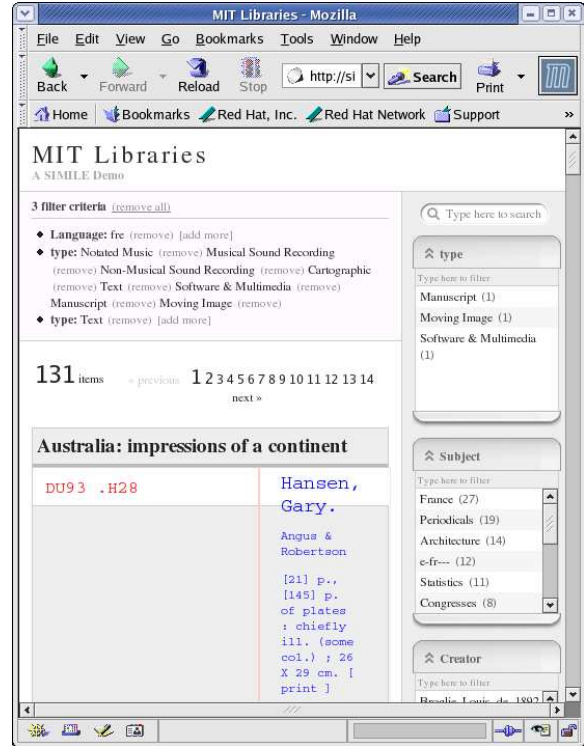 MIT Libraries - Mozilla
File Edit View Go Bookmarks Tools Window Help
Back Forward Reload Stop http://si Search Print
Home Bookmarks Red Hat, Inc. Red Hat Network Support »
MIT Libraries
A SIMILE Demo
3 filter criteria (remove all)
Language: fre (remove) [add more]
type: Notated Music (remove) Musical Sound Recording
(remove) Non-Musical Sound Recording (remove) Cartographic
(remove) Text (remove) Software & Multimedia (remove)
Manuscript (remove) Moving Image (remove)
type: Text (remove) [add more]
131 items « previous 1 2 3 4 5 6 7 8 9 10 11 12 13 14
next »
Australia: impressions of a continent
DU93 .H28
Hansen,
Gary.
Angus &
Robertson
[21] p.,
[145] p.
of plates
: chiefly
ill. (some
col.) ; 26
X 29 cm. [
print ]
Type here to search
type
Type here to filter
Manuscript (1)
Moving Image (1)
Software & Multimedia
(1)
Subject
Type here to filter
France (27)
Periodicals (19)
Architecture (14)
e-fr--- (12)
Statistics (11)
Congresses (8)
Creator
Type here to filter
Broglie, Louis de, 1892